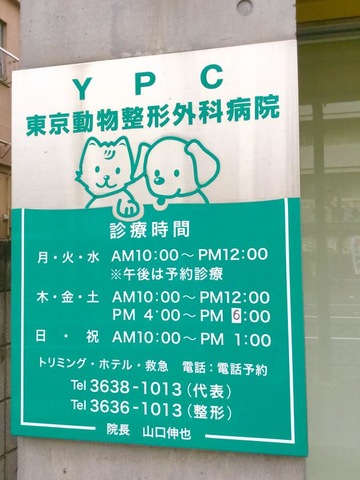 Y P C
東京動物整形外科病院
診療時間
月・火・水 AM10:00～PM12:00
※午後は予約診療
木・金・土 AM10:00～PM12:00
PM 4:00～PM 6:00
日・祝 AM10:00～PM 1:00
トリミング・ホテル・救急 電話：電話予約
Tel 3638-1013（代表）
Tel 3636-1013（整形）
院長 山口伸也